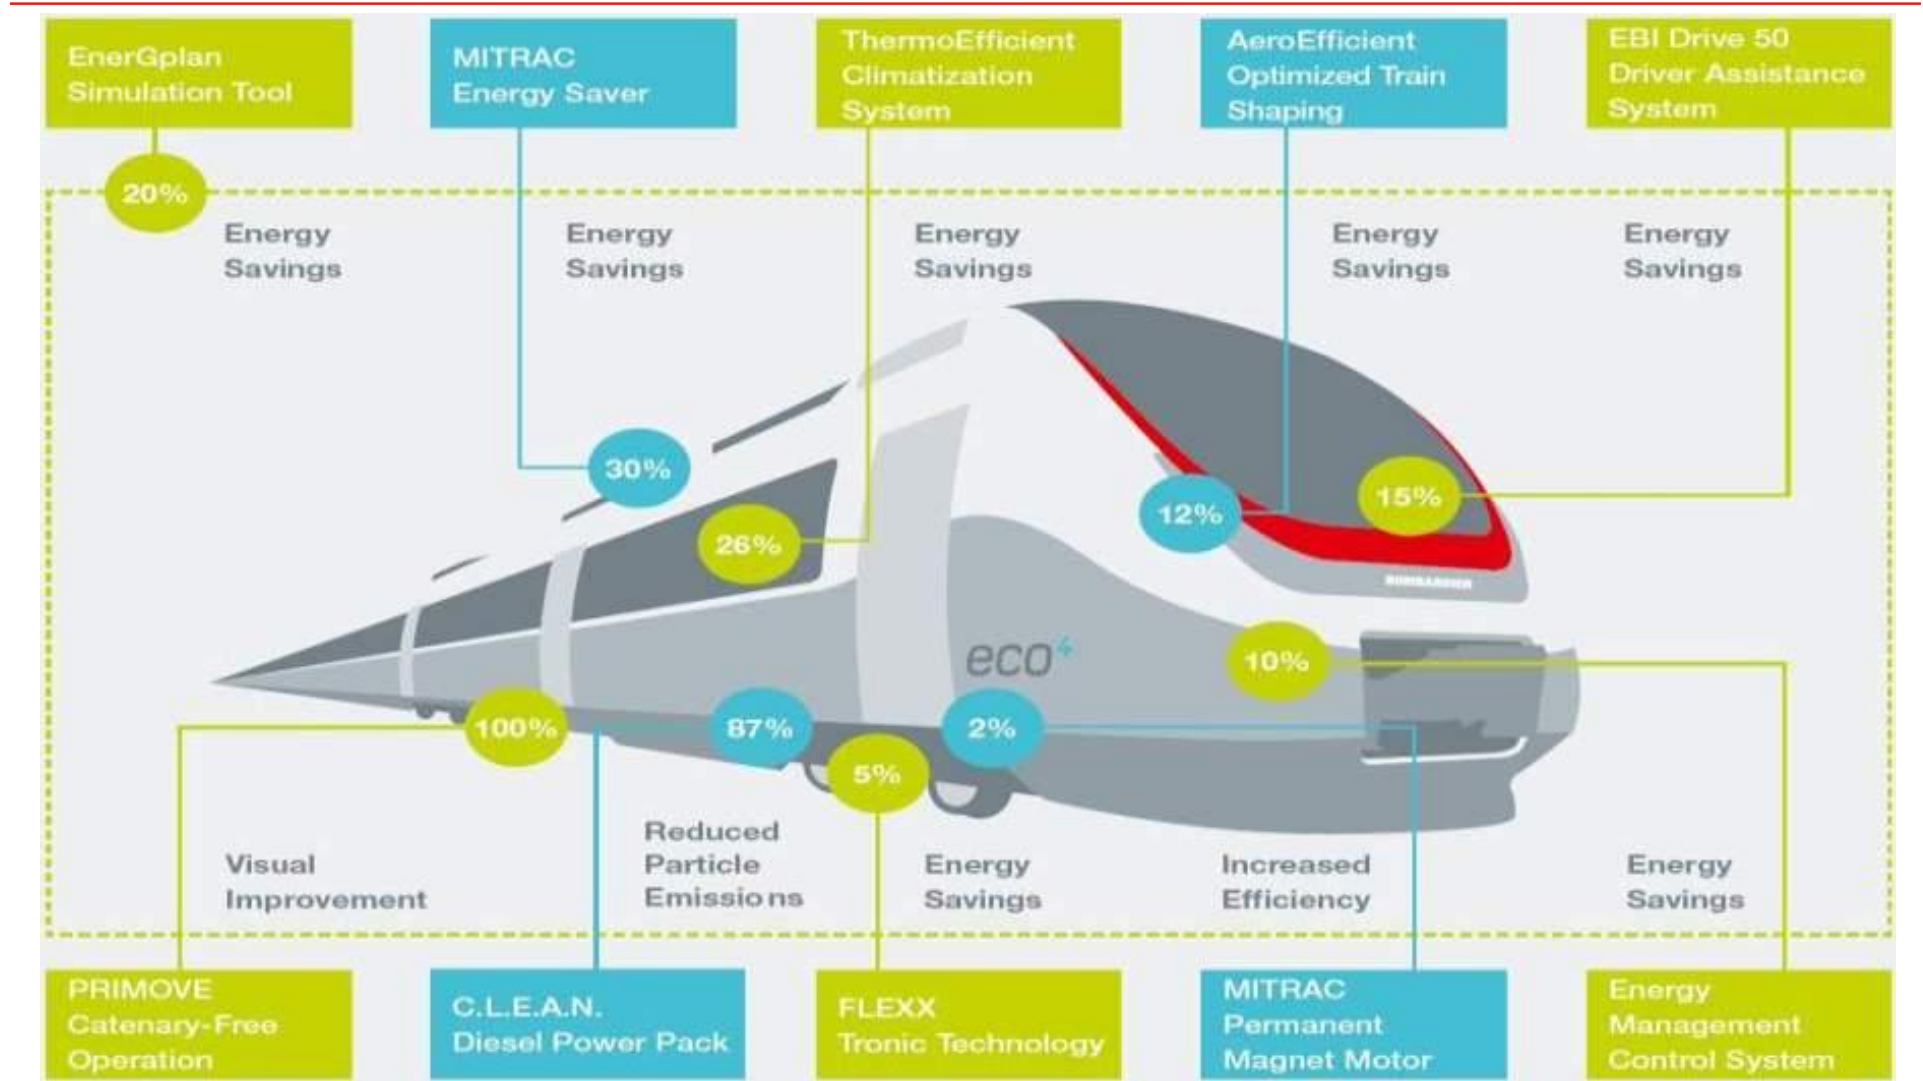 EnerGplan
Simulation Tool
MITRAC
Energy Saver
ThermoEfficient
Climatization
System
AeroEfficient
Optimized Train
Shaping
EBI Drive 50
Driver Assistance
System
20%
Energy
Savings
Energy
Savings
Energy
Savings
Energy
Savings
Energy
Savings
30%
26%
12%
15%
BOMBARDIER
eco4
10%
100%
87%
5%
2%
Visual
Improvement
Reduced
Particle
Emissions
Energy
Savings
Increased
Efficiency
Energy
Savings
PRIMOVE
Catenary-Free
Operation
C.L.E.A.N.
Diesel Power Pack
FLEXX
Tronic Technology
MITRAC
Permanent
Magnet Motor
Energy
Management
Control System